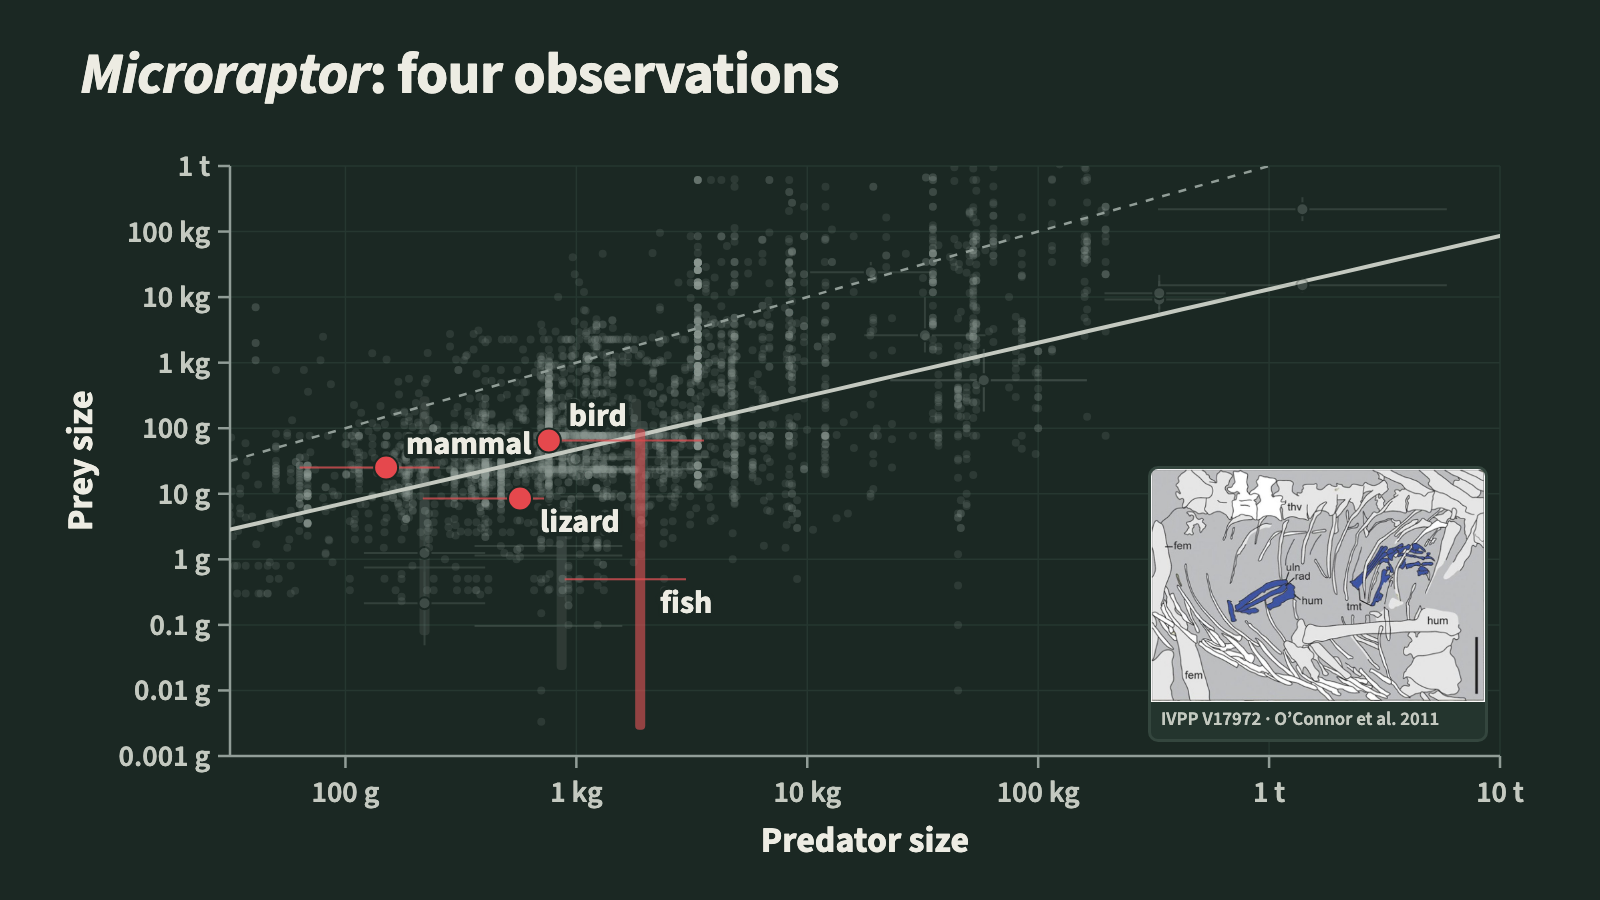 Microraptor: four observations
1 t
100 kg
10 kg
1 kg
100 g
10 g
1 g
0.1 g
0.01 g
0.001 g
Prey size
bird
mammal
lizard
fish
thv
fem
uln
rad
hum
tmt
hum
fem
IVPP V17972 · O’Connor et al. 2011
100 g
1 kg
10 kg
100 kg
1 t
10 t
Predator size